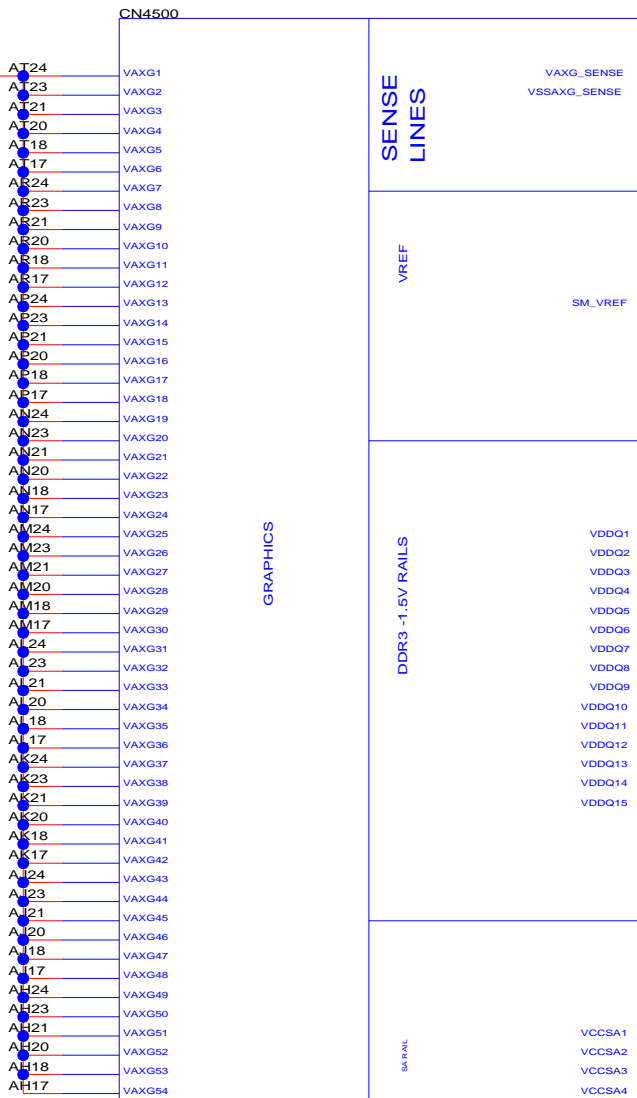 CN4500
AT24 VAXG1
AT23 VAXG2
AT21 VAXG3
AT20 VAXG4
AT18 VAXG5
AT17 VAXG6
AR24 VAXG7
AR23 VAXG8
AR21 VAXG9
AR20 VAXG10
AR18 VAXG11
AR17 VAXG12
AP24 VAXG13
AP23 VAXG14
AP21 VAXG15
AP20 VAXG16
AP18 VAXG17
AP17 VAXG18
AN24 VAXG19
AN23 VAXG20
AN21 VAXG21
AN20 VAXG22
AN18 VAXG23
AN17 VAXG24
AM24 VAXG25
AM23 VAXG26
AM21 VAXG27
AM20 VAXG28
AM18 VAXG29
AM17 VAXG30
AL24 VAXG31
AL23 VAXG32
AL21 VAXG33
AL20 VAXG34
AL18 VAXG35
AL17 VAXG36
AK24 VAXG37
AK23 VAXG38
AK21 VAXG39
AK20 VAXG40
AK18 VAXG41
AK17 VAXG42
AJ24 VAXG43
AJ23 VAXG44
AJ21 VAXG45
AJ20 VAXG46
AJ18 VAXG47
AJ17 VAXG48
AH24 VAXG49
AH23 VAXG50
AH21 VAXG51
AH20 VAXG52
AH18 VAXG53
AH17 VAXG54
GRAPHICS
SENSE
LINES
VAXG_SENSE
VSSAXG_SENSE
VREF
SM_VREF
DDR3 -1.5V RAILS
VDDQ1
VDDQ2
VDDQ3
VDDQ4
VDDQ5
VDDQ6
VDDQ7
VDDQ8
VDDQ9
VDDQ10
VDDQ11
VDDQ12
VDDQ13
VDDQ14
VDDQ15
SA RAIL
VCCSA1
VCCSA2
VCCSA3
VCCSA4